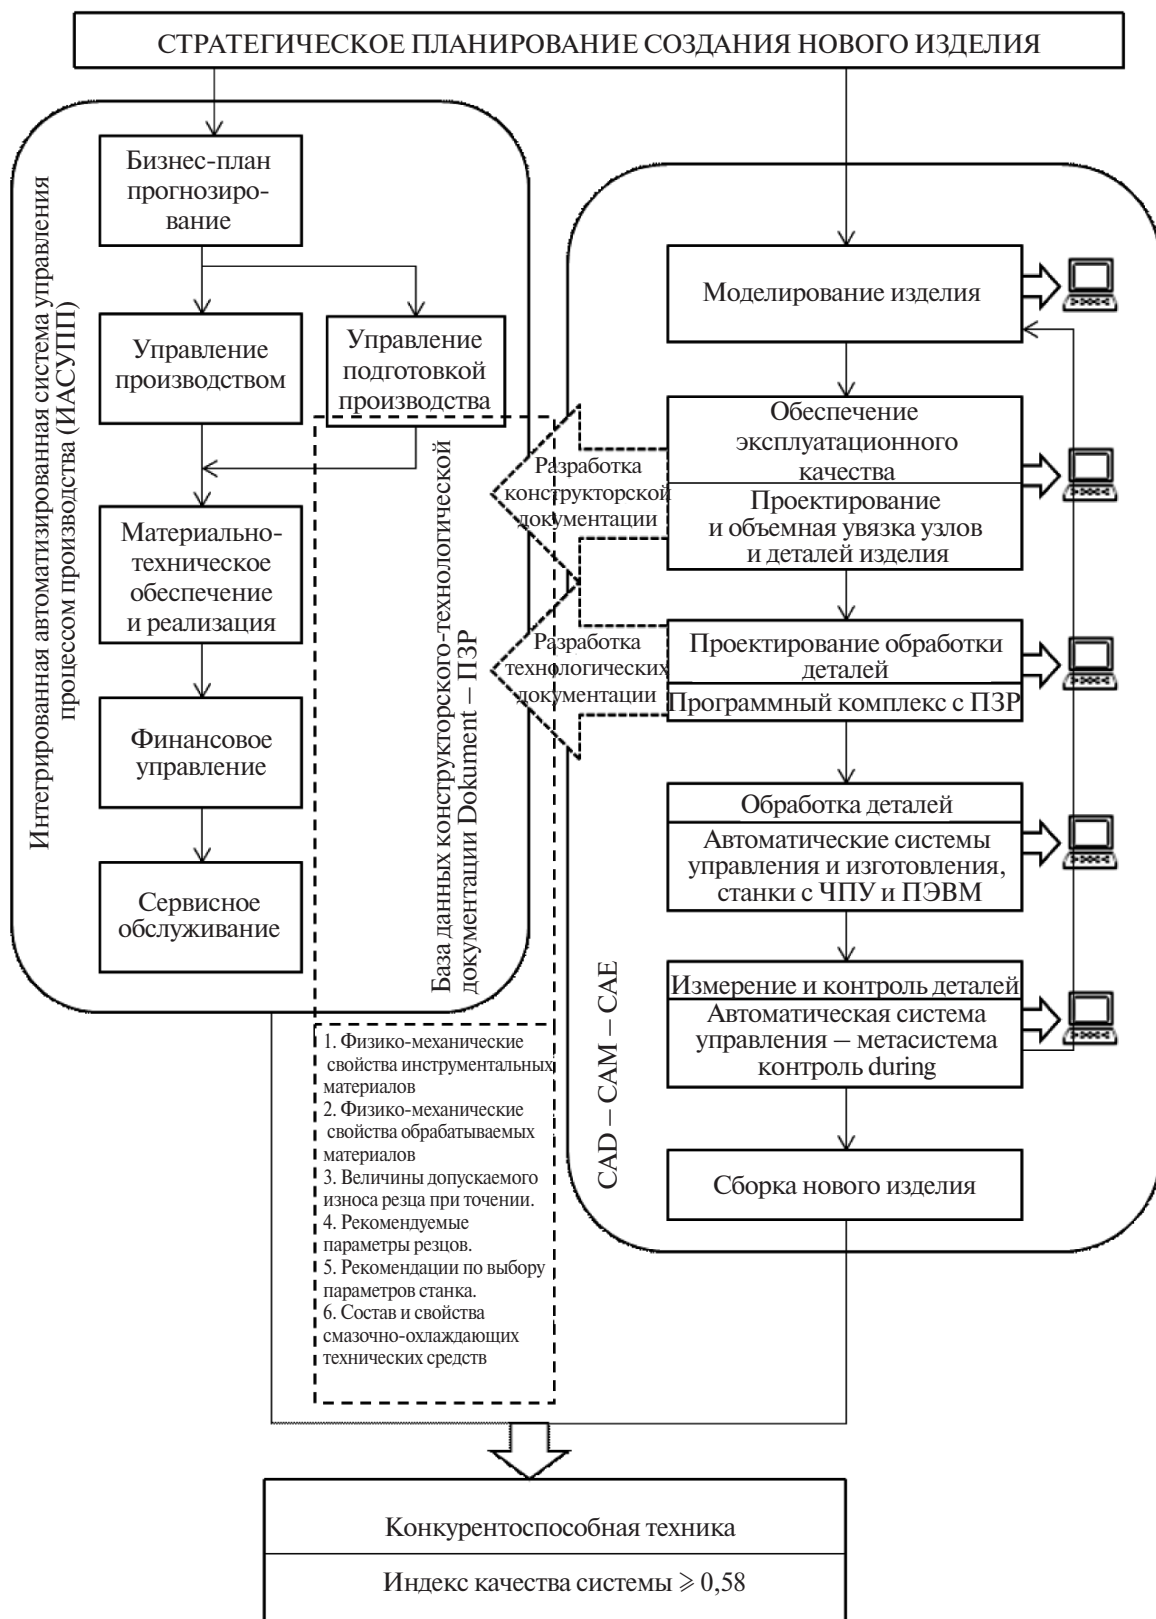 СТРАТЕГИЧЕСКОЕ ПЛАНИРОВАНИЕ СОЗДАНИЯ НОВОГО ИЗДЕЛИЯ
Интегрированная автоматизированная система управления
процессом производства (ИАСУПП)
Бизнес-план
прогнозиро-
вание
Управление
производством
Управление
подготовкой
производства
Материально-
техническое
обеспечение
и реализация
Финансовое
управление
Сервисное
обслуживание
База данных конструкторского-технологической
документации Dokument – ПЗР
1. Физико-механические
свойства инструментальных
материалов
2. Физико-механические
свойства обрабатываемых
материалов
3. Величины допускаемого
износа резца при точении.
4. Рекомендуемые
параметры резцов.
5. Рекомендации по выбору
параметров станка.
6. Состав и свойства
смазочно-охлаждающих
технических средств
Разработка
конструкторской
документации
Разработка
технологических
документации
CAD – CAM – CAE
Моделирование изделия
Обеспечение
эксплуатационного
качества
Проектирование
и объемная увязка узлов
и деталей изделия
Проектирование обработки
деталей
Программный комплекс с ПЗР
Обработка деталей
Автоматические системы
управления и изготовления,
станки с ЧПУ и ПЭВМ
Измерение и контроль деталей
Автоматическая система
управления – метасистема
контроль during
Сборка нового изделия
Конкурентоспособная техника
Индекс качества системы ⩾ 0,58